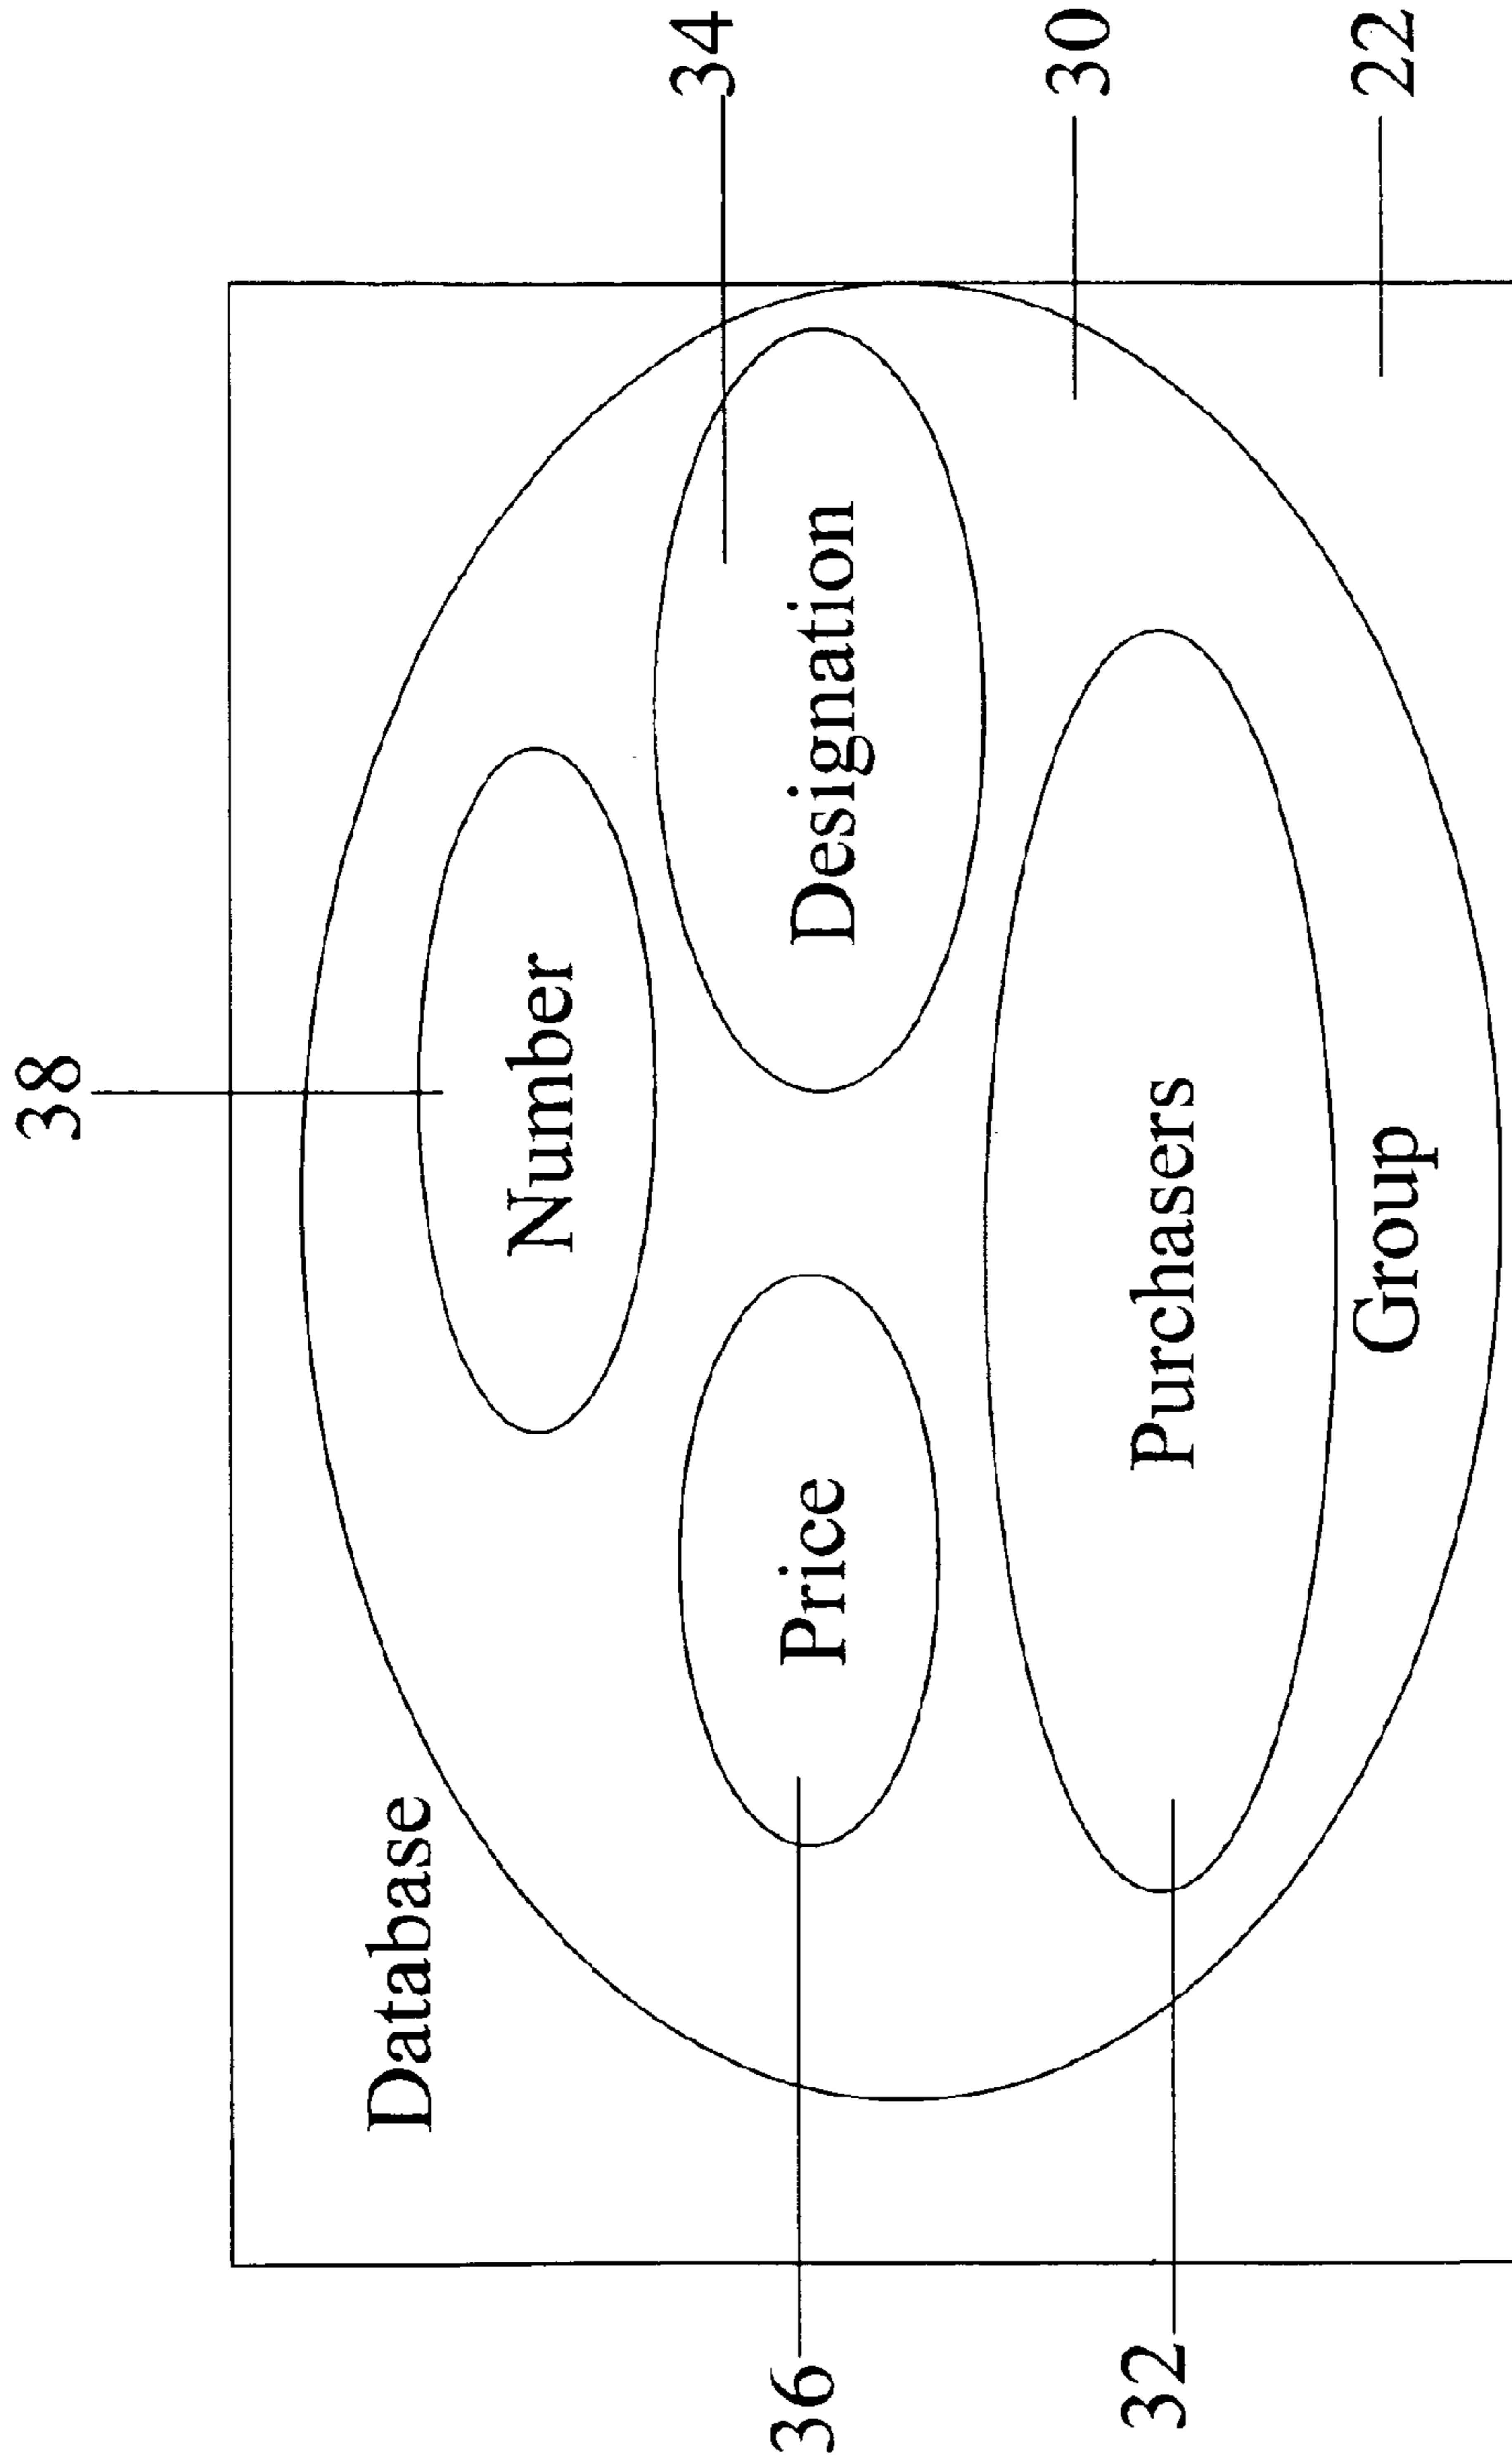 38
Database
Number
34
Price
Designation
36
30
Purchasers
32
Group
22